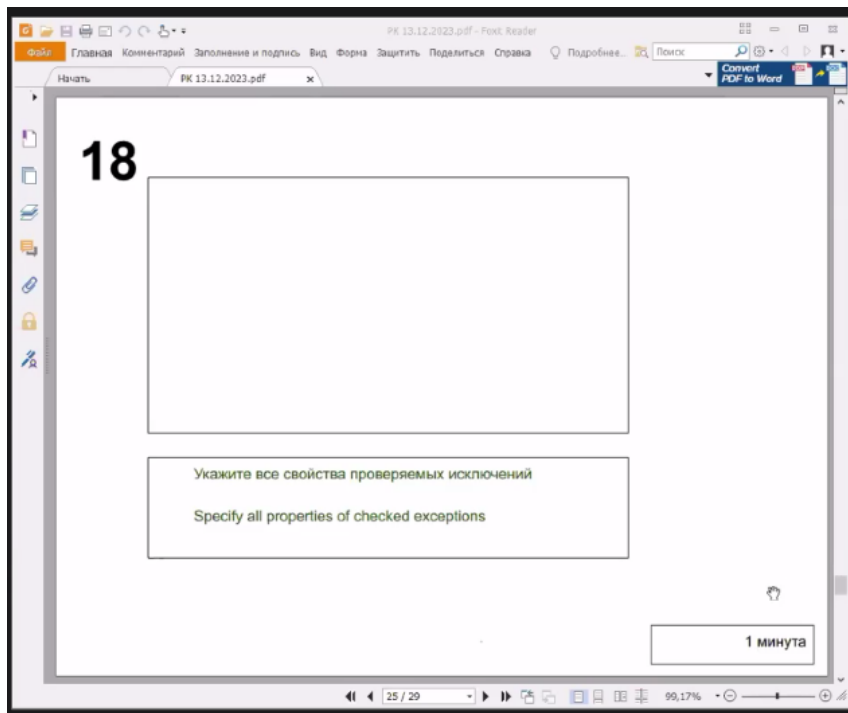 РК 13.12.2023.pdf - Foxit Reader
Файл Главная Комментарий Заполнение и подпись Вид Форма Защитить Поделиться Справка Подробнее... Поиск
Начать РК 13.12.2023.pdf x
Convert
PDF to Word
18
Укажите все свойства проверяемых исключений
Specify all properties of checked exceptions
1 минута
25 / 29 99,17%